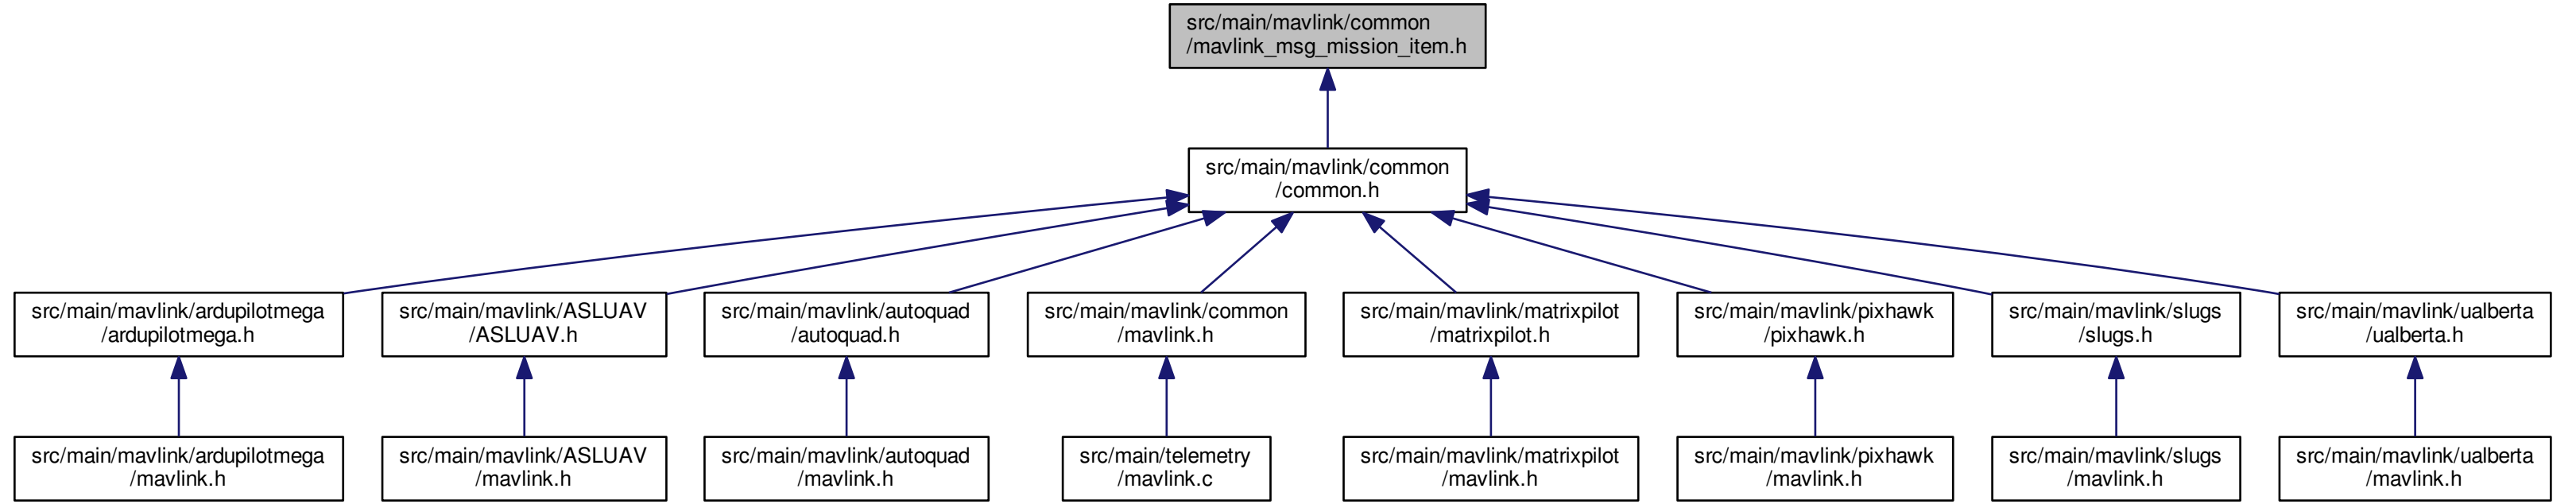 src/main/mavlink/common
/mavlink_msg_mission_item.h
src/main/mavlink/common
/common.h
src/main/mavlink/ardupilotmega
/ardupilotmega.h
src/main/mavlink/ASLUAV
/ASLUAV.h
src/main/mavlink/autoquad
/autoquad.h
src/main/mavlink/common
/mavlink.h
src/main/mavlink/matrixpilot
/matrixpilot.h
src/main/mavlink/pixhawk
/pixhawk.h
src/main/mavlink/slugs
/slugs.h
src/main/mavlink/ualberta
/ualberta.h
src/main/mavlink/ardupilotmega
/mavlink.h
src/main/mavlink/ASLUAV
/mavlink.h
src/main/mavlink/autoquad
/mavlink.h
src/main/telemetry
/mavlink.c
src/main/mavlink/matrixpilot
/mavlink.h
src/main/mavlink/pixhawk
/mavlink.h
src/main/mavlink/slugs
/mavlink.h
src/main/mavlink/ualberta
/mavlink.h